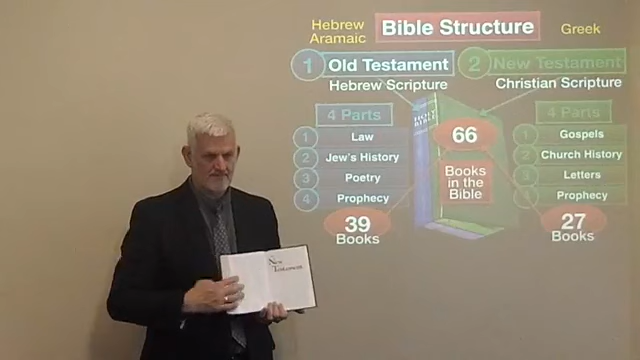 Hebrew
Aramaic
Bible Structure
Greek
1 Old Testament
Hebrew Scripture
2 New Testament
Christian Scripture
4 Parts
1 Law
2 Jew's History
3 Poetry
4 Prophecy
39
Books
HOLY
BIBLE
66
Books
in the
Bible
4 Parts
1 Gospels
2 Church History
3 Letters
Prophecy
27
Books
New
Testament